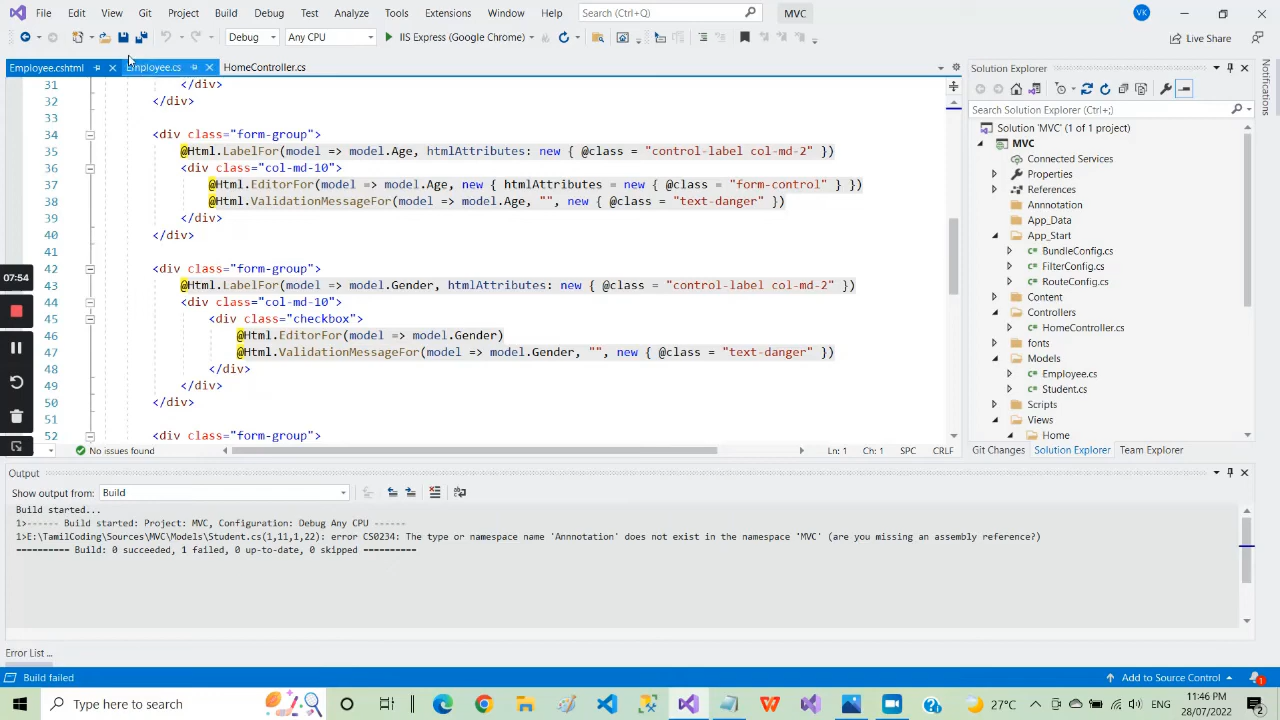 File Edit View Git Project Build Debug Test Analyze Tools Extensions Window Help Search (Ctrl+Q) MVC VK
Debug Any CPU IIS Express (Google Chrome) Live Share
Employee.cshtml Employee.cs HomeController.cs
31 </div>
32 </div>
33
34 <div class="form-group">
35 @Html.LabelFor(model => model.Age, htmlAttributes: new { @class = "control-label col-md-2" })
36 <div class="col-md-10">
37 @Html.EditorFor(model => model.Age, new { htmlAttributes = new { @class = "form-control" } })
38 @Html.ValidationMessageFor(model => model.Age, "", new { @class = "text-danger" })
39 </div>
40 </div>
41
42 <div class="form-group">
43 @Html.LabelFor(model => model.Gender, htmlAttributes: new { @class = "control-label col-md-2" })
44 <div class="col-md-10">
45 <div class="checkbox">
46 @Html.EditorFor(model => model.Gender)
47 @Html.ValidationMessageFor(model => model.Gender, "", new { @class = "text-danger" })
48 </div>
49 </div>
50 </div>
51
52 <div class="form-group">
07:54
No issues found Ln: 1 Ch: 1 SPC CRLF
Solution Explorer
Search Solution Explorer (Ctrl+;)
Solution 'MVC' (1 of 1 project)
MVC
Connected Services
Properties
References
Annnotation
App_Data
App_Start
BundleConfig.cs
FilterConfig.cs
RouteConfig.cs
Content
Controllers
HomeController.cs
fonts
Models
Employee.cs
Student.cs
Scripts
Views
Home
Git Changes Solution Explorer Team Explorer
Notifications
Output
Show output from: Build
Build started...
1>------ Build started: Project: MVC, Configuration: Debug Any CPU ------
1>E:\TamilCoding\Sources\MVC\Models\Student.cs(1,11,1,22): error CS0234: The type or namespace name 'Annnotation' does not exist in the namespace 'MVC' (are you missing an assembly reference?)
========== Build: 0 succeeded, 1 failed, 0 up-to-date, 0 skipped ==========
Error List ...
Build failed Add to Source Control 1
Type here to search 27°C ENG 11:46 PM
28/07/2022 2